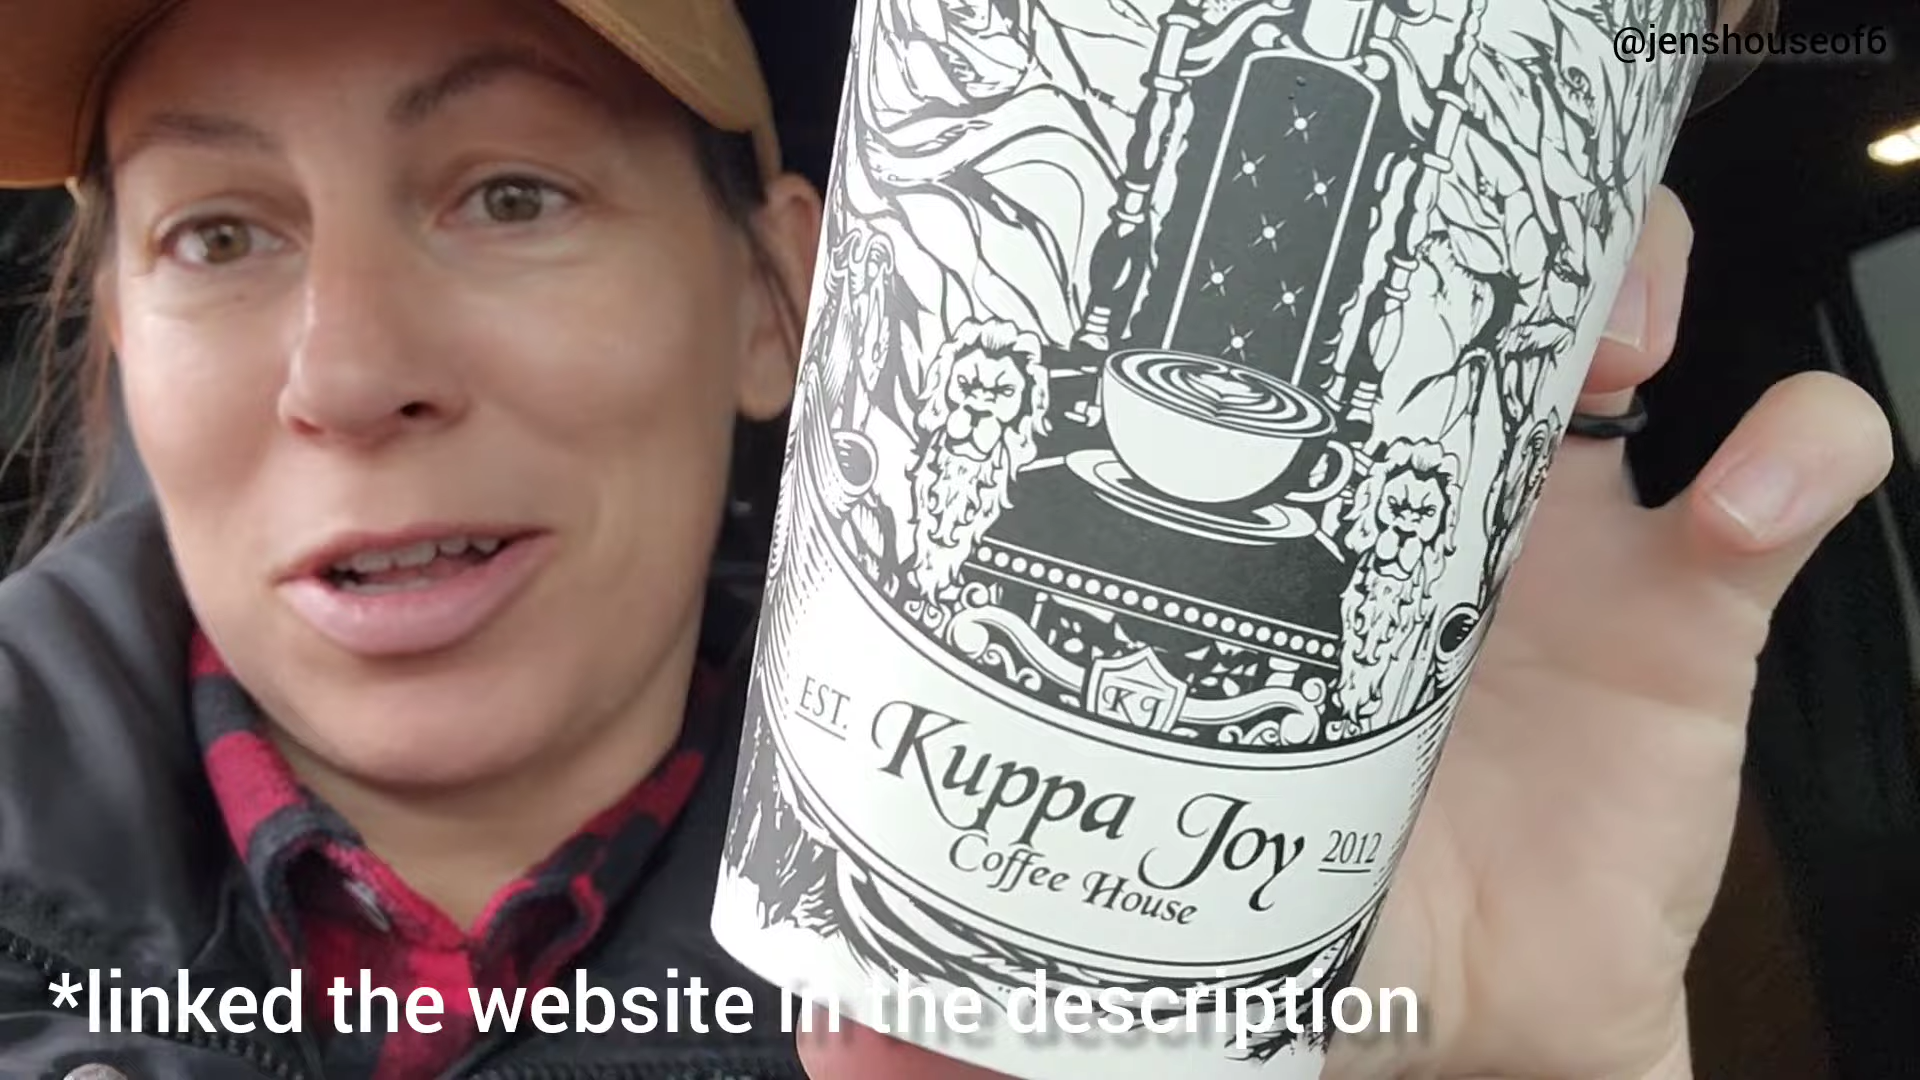 @jenshouseof6
KJ
EST. Kuppa Joy 2012
Coffee House
*linked the website in the description